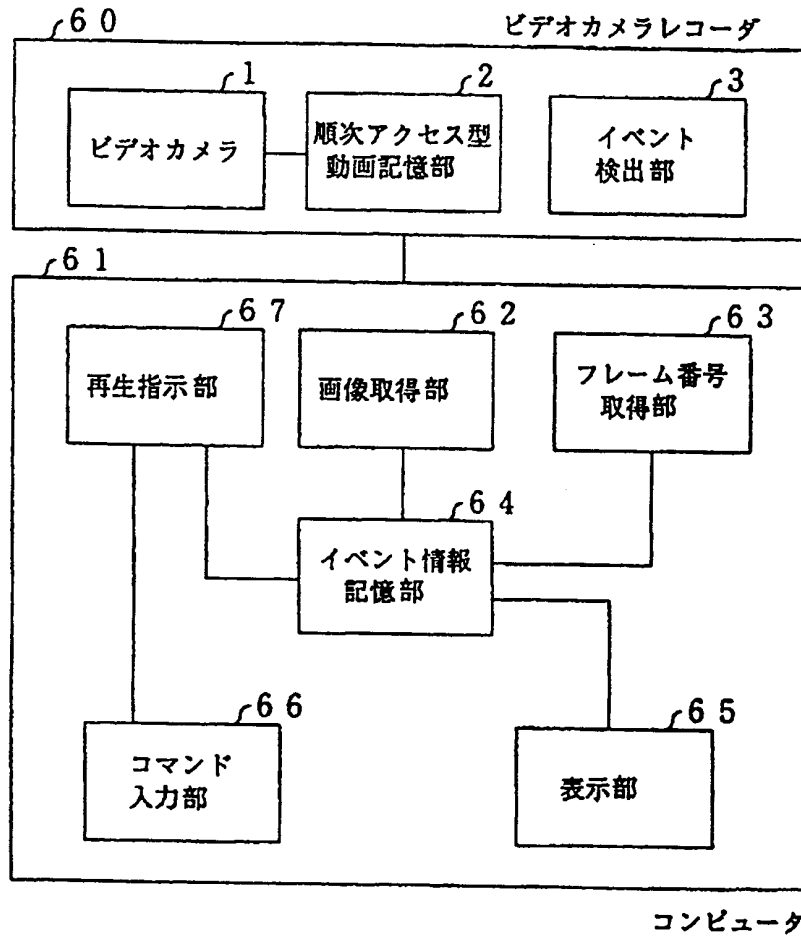 60
ビデオカメラレコーダ
1
2
3
ビデオカメラ
順次アクセス型
動画記憶部
イベント
検出部
61
67
62
63
再生指示部
画像取得部
フレーム番号
取得部
64
イベント情報
記憶部
66
65
コマンド
入力部
表示部
コンピュータ